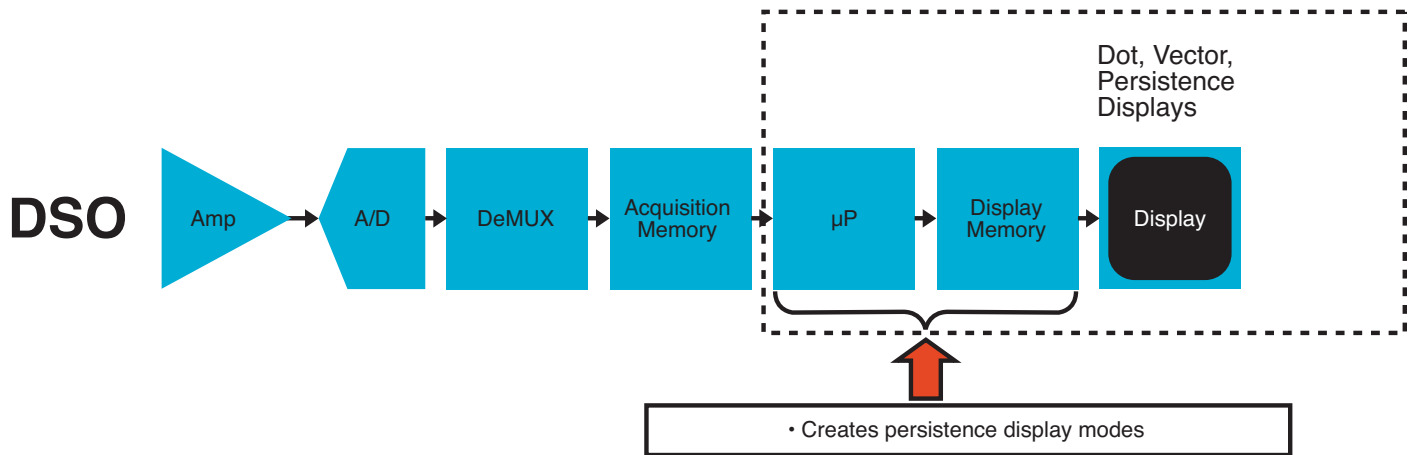 Dot, Vector,
Persistence
Displays
DSO
Amp
A/D
DeMUX
Acquisition
Memory
µP
Display
Memory
Display
• Creates persistence display modes